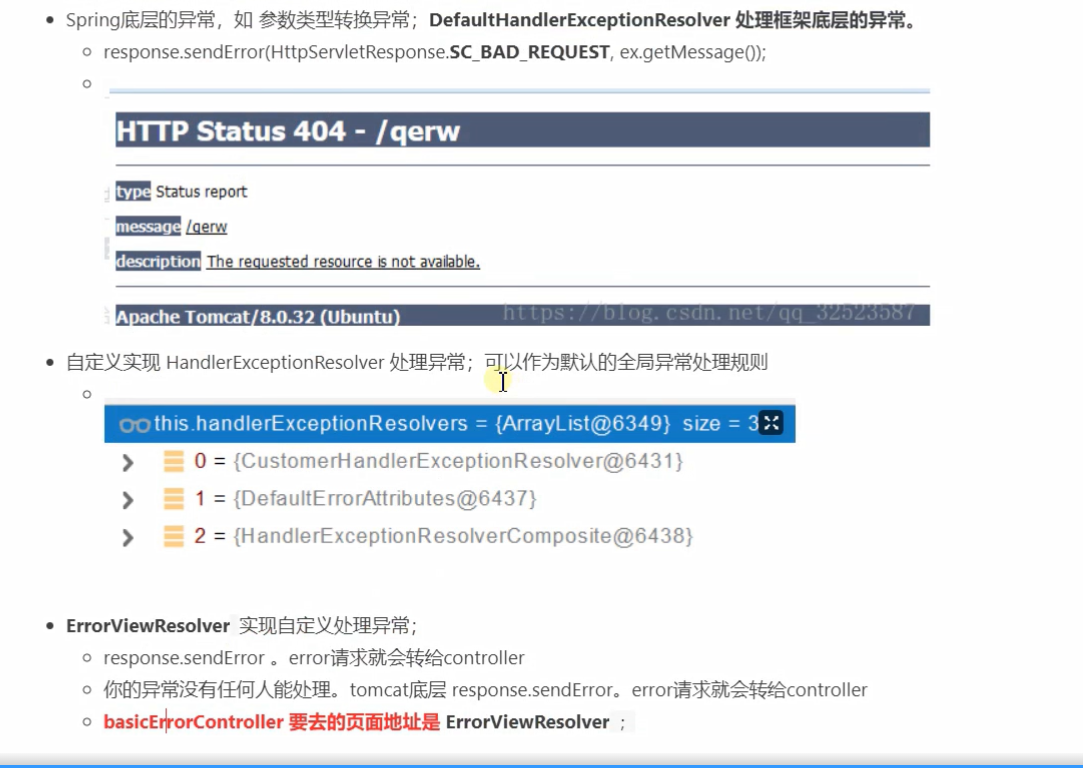 Spring底层的异常，如 参数类型转换异常；DefaultHandlerExceptionResolver 处理框架底层的异常。
response.sendError(HttpServletResponse.SC_BAD_REQUEST, ex.getMessage());
HTTP Status 404 - /qerw
type Status report
message /qerw
description The requested resource is not available.
Apache Tomcat/8.0.32 (Ubuntu)
https://blog.csdn.net/qq_32523587
自定义实现 HandlerExceptionResolver 处理异常；可以作为默认的全局异常处理规则
this.handlerExceptionResolvers = {ArrayList@6349} size = 3
0 = {CustomerHandlerExceptionResolver@6431}
1 = {DefaultErrorAttributes@6437}
2 = {HandlerExceptionResolverComposite@6438}
ErrorViewResolver 实现自定义处理异常；
response.sendError 。error请求就会转给controller
你的异常没有任何人能处理。tomcat底层 response.sendError。error请求就会转给controller
basicErrorController 要去的页面地址是 ErrorViewResolver ；